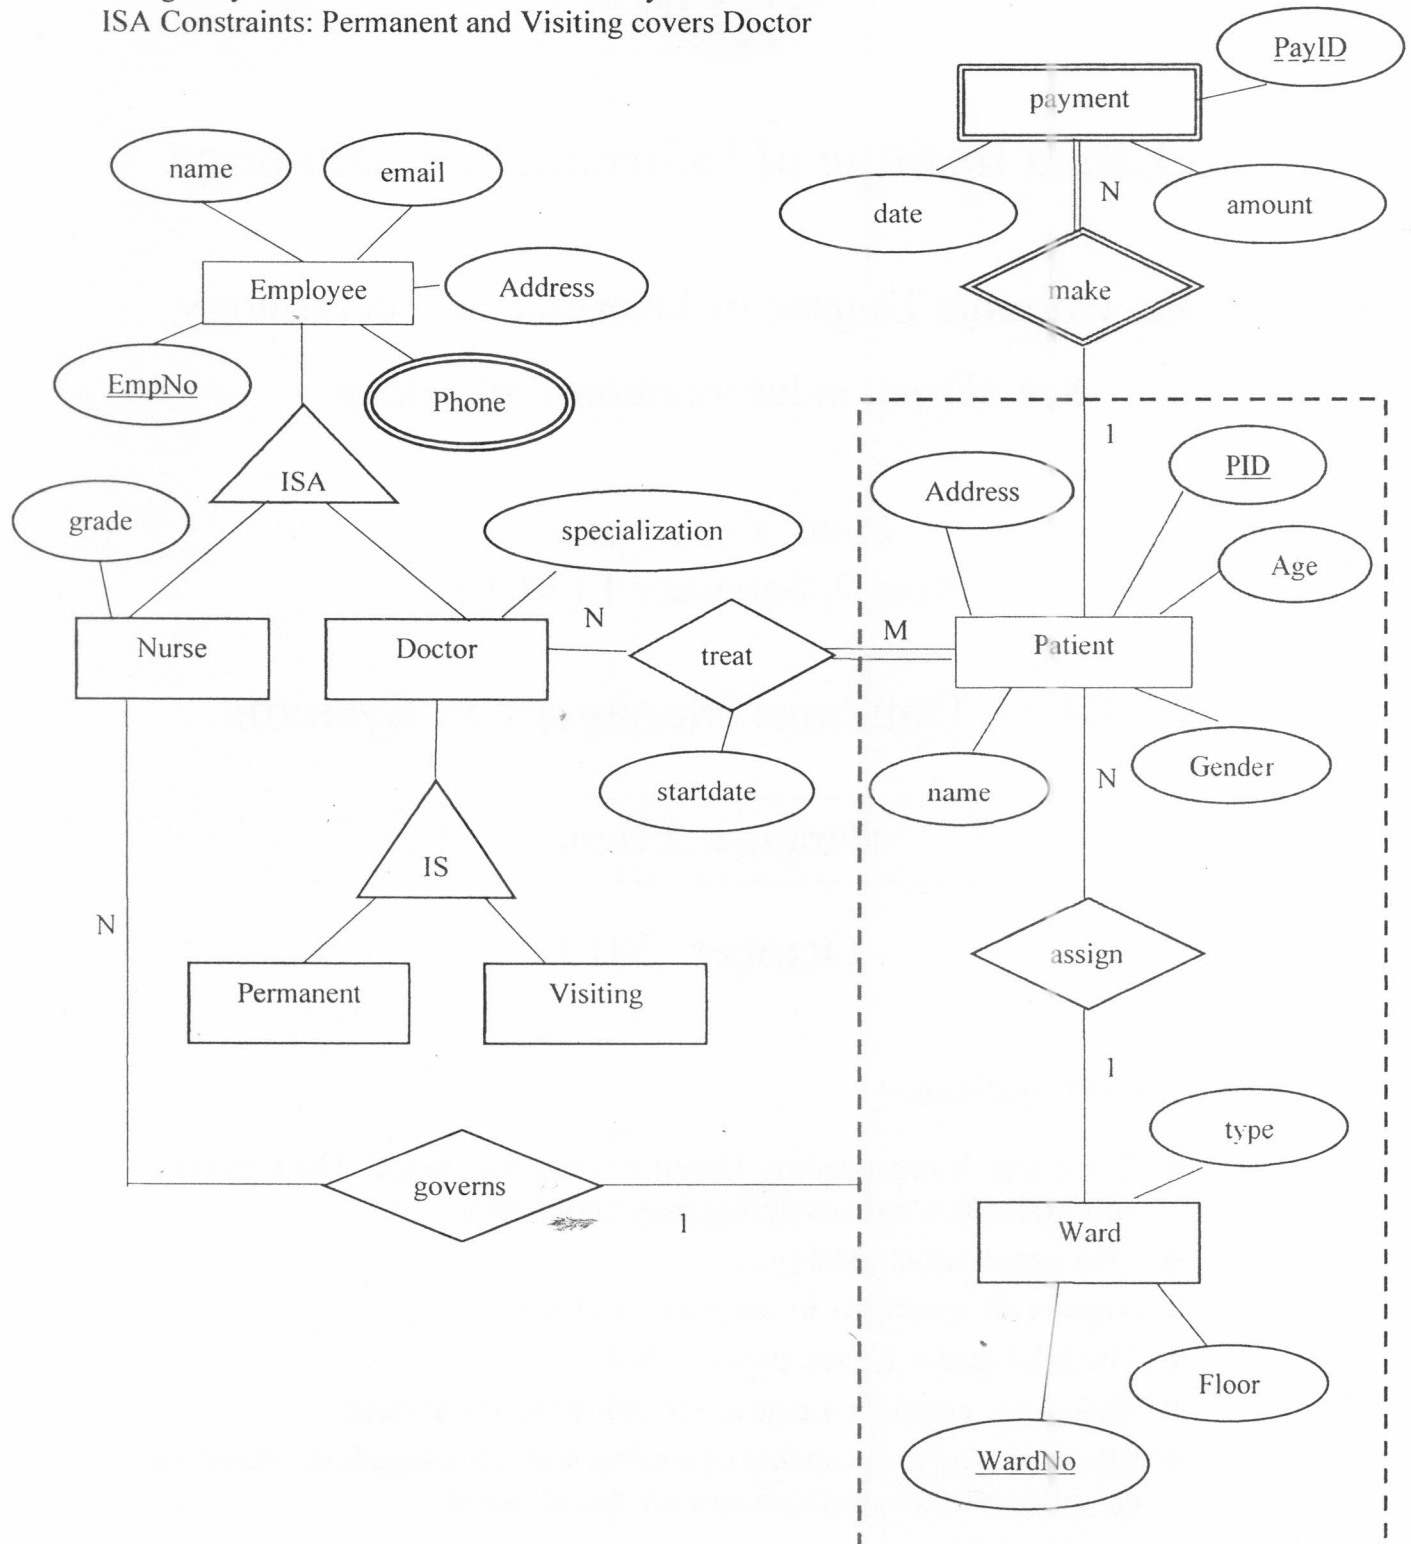 ISA Constraints: Permanent and Visiting covers Doctor
PayID
payment
name
email
N
date
amount
Employee
Address
make
EmpNo
Phone
1
PID
Address
ISA
grade
specialization
Age
N
M
Nurse
Doctor
treat
Patient
startdate
name
N
Gender
IS
N
assign
Permanent
Visiting
1
type
governs
1
Ward
Floor
WardNo